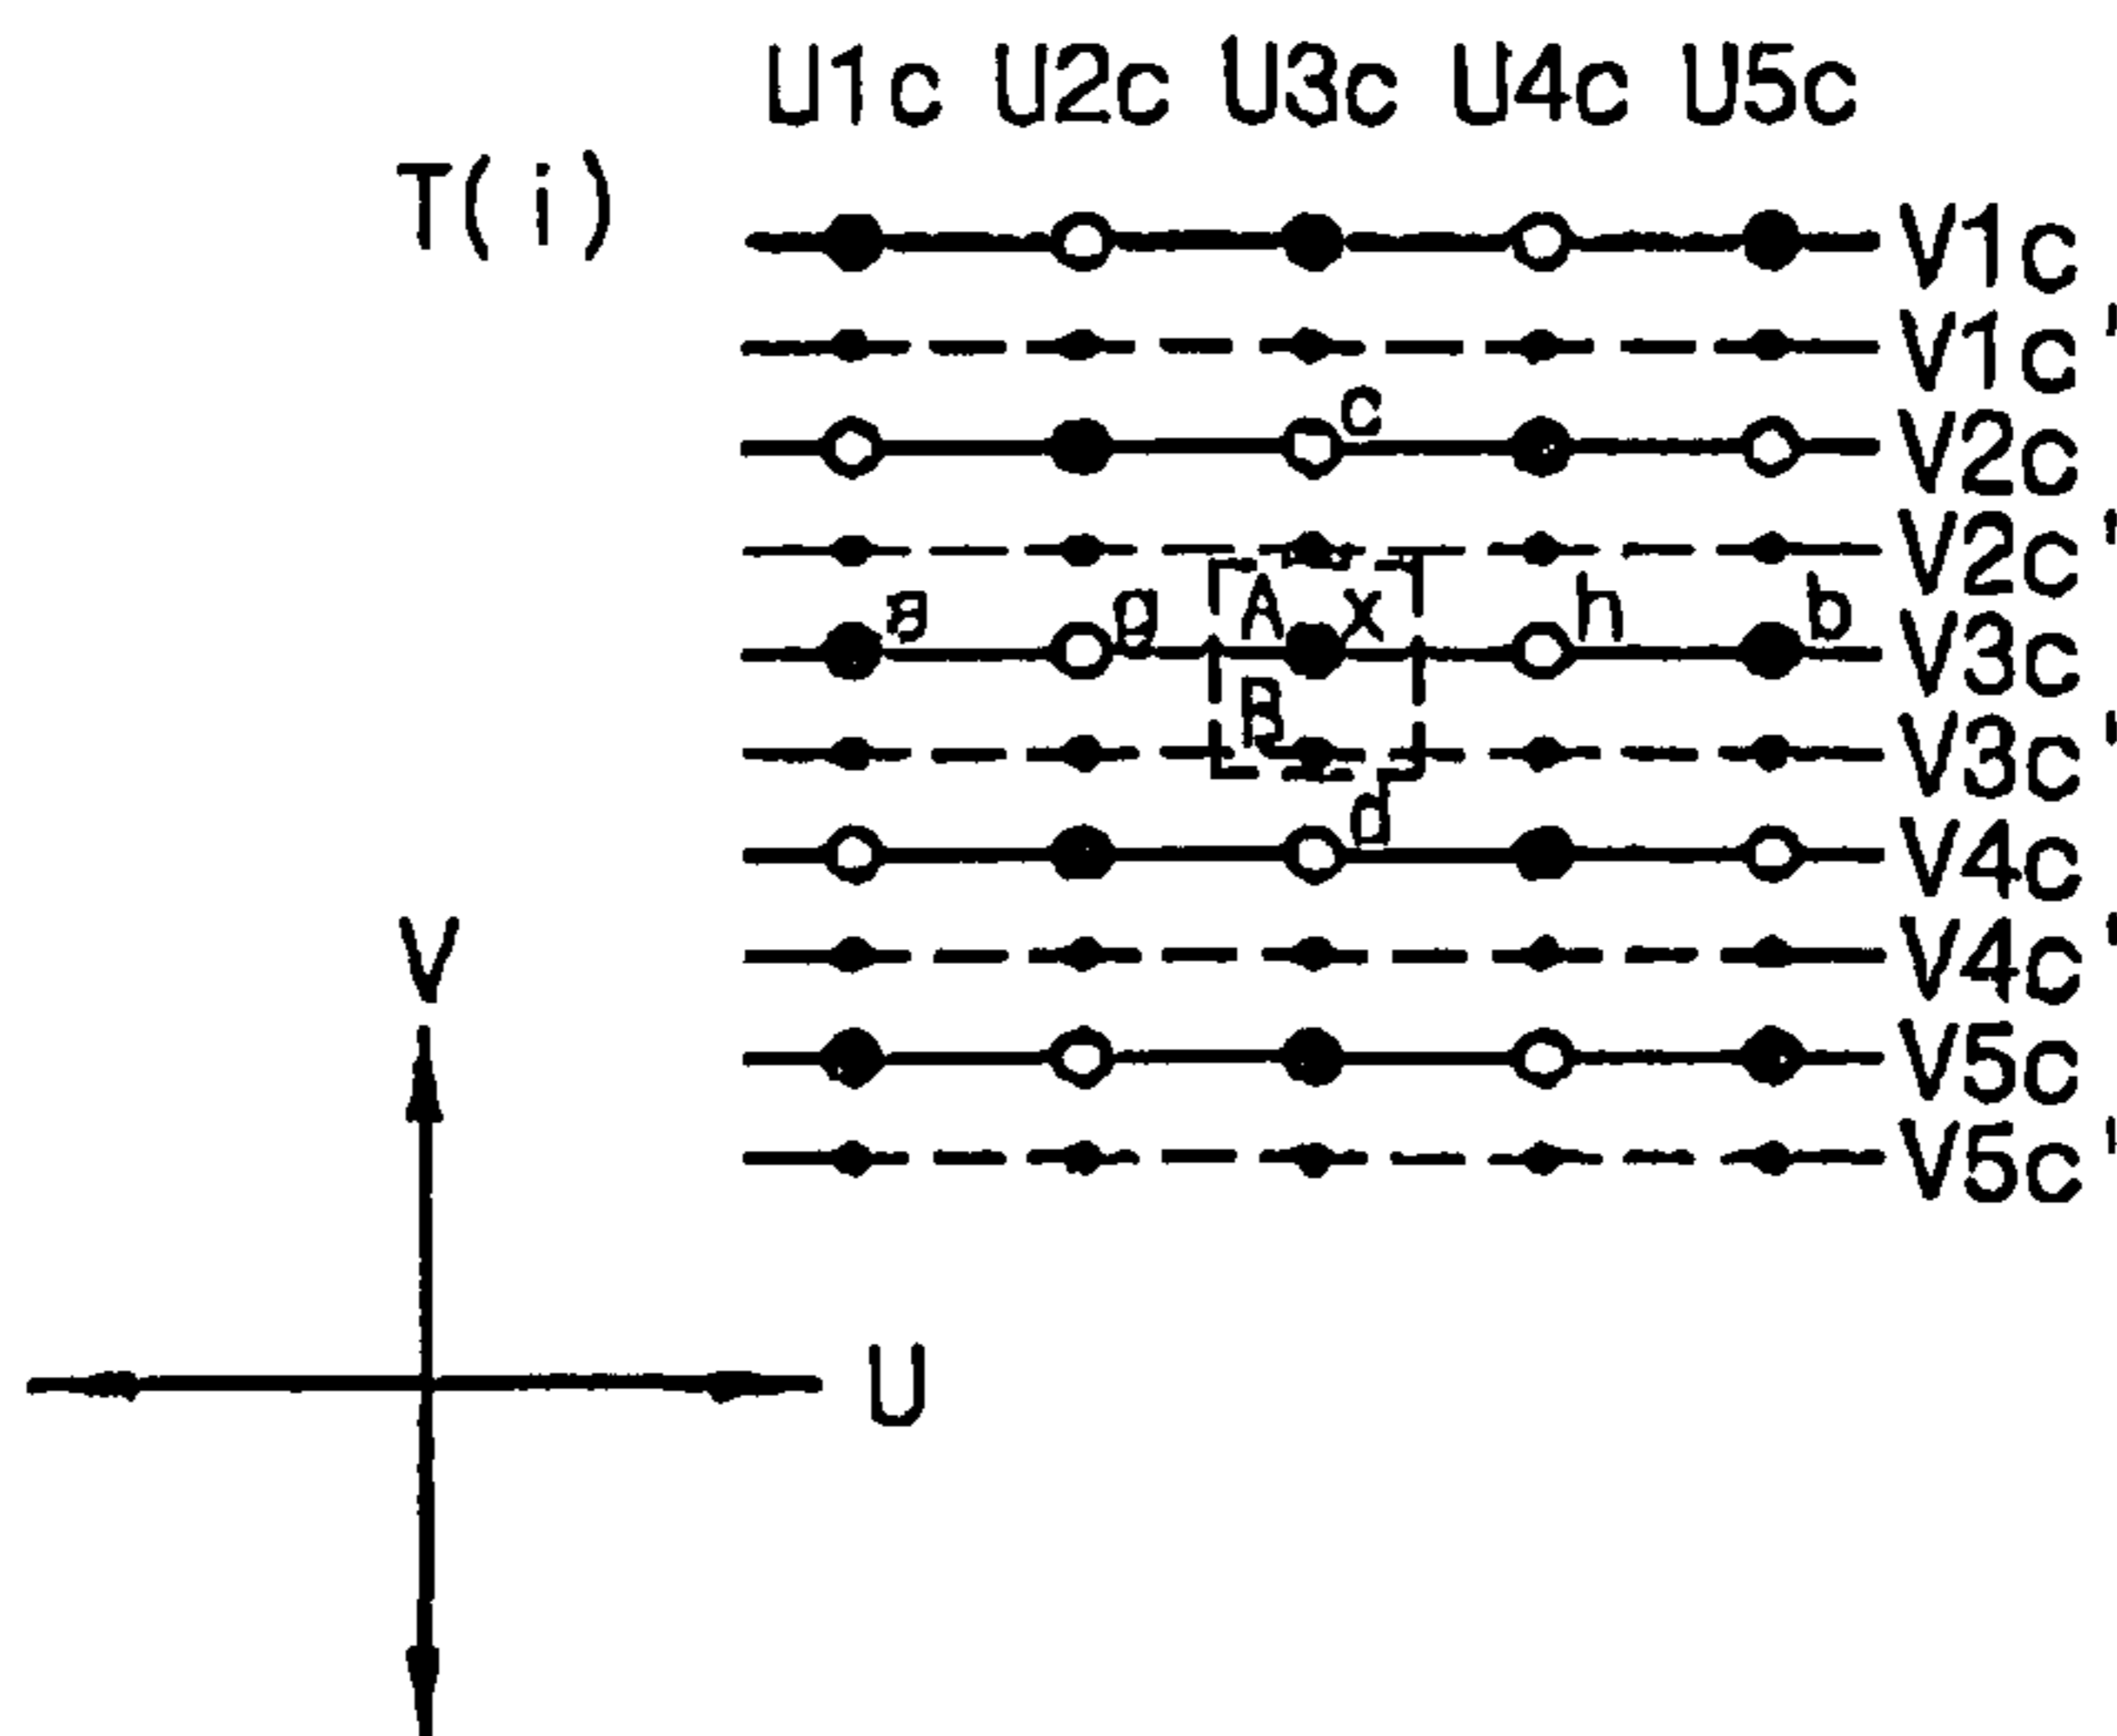 U1c U2c U3c U4c U5c
T(i)
V1c
V1c'
c
V2c
V2c'
a g A x h b
V3c
B
V3c'
d
V4c
V
V4c'
V5c
V5c'
U